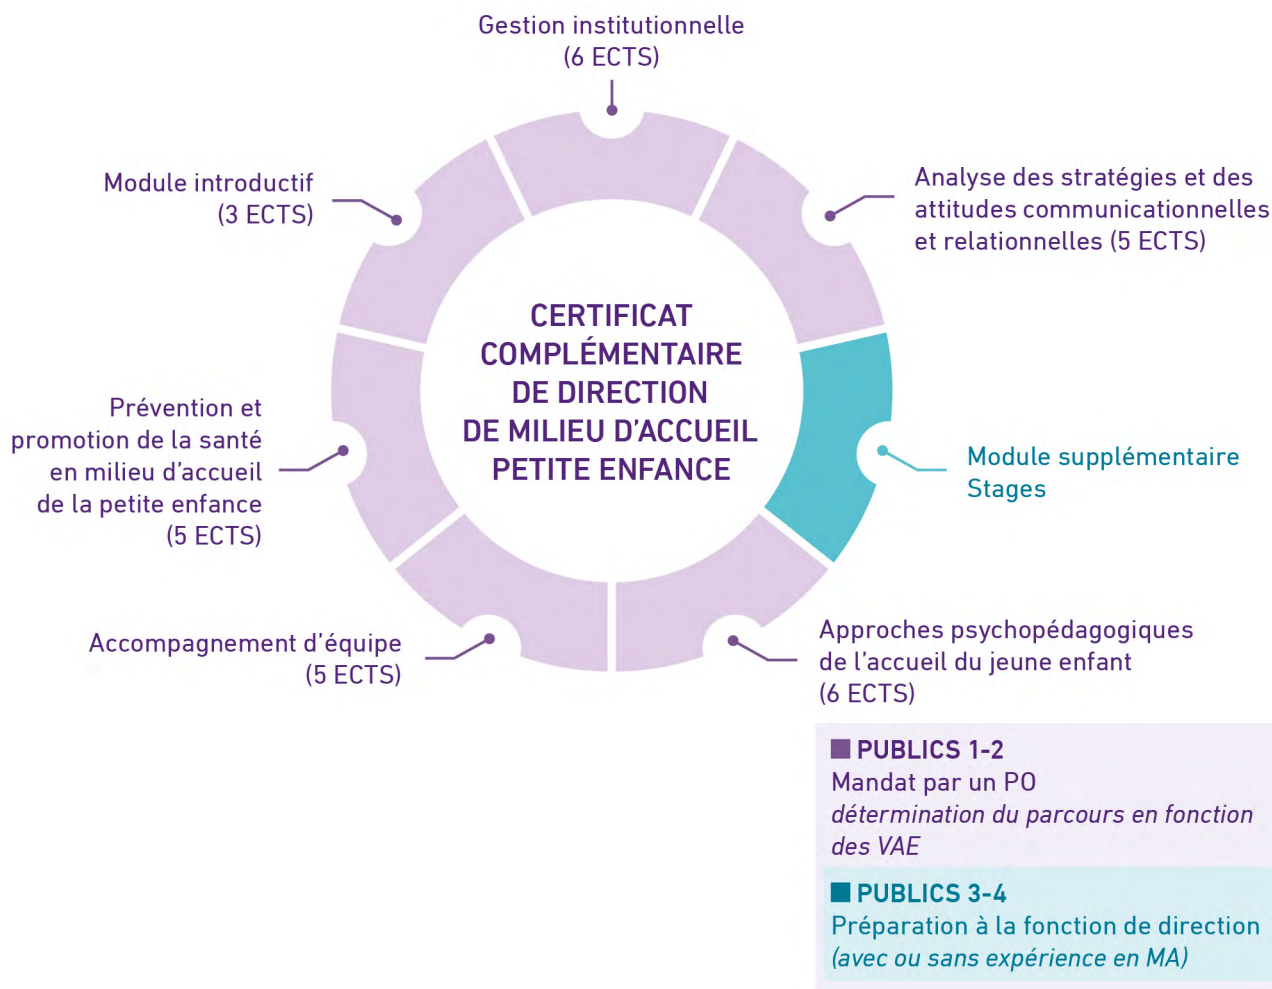 Gestion institutionnelle
(6 ECTS)
Module introductif
(3 ECTS)
Analyse des stratégies et des
attitudes communicationnelles
et relationnelles (5 ECTS)
CERTIFICAT
COMPLÉMENTAIRE
DE DIRECTION
DE MILIEU D'ACCUEIL
PETITE ENFANCE
Prévention et
promotion de la santé
en milieu d'accueil
de la petite enfance
(5 ECTS)
Module supplémentaire
Stages
Accompagnement d'équipe
(5 ECTS)
Approches psychopédagogiques
de l'accueil du jeune enfant
(6 ECTS)
PUBLICS 1-2
Mandat par un PO
détermination du parcours en fonction
des VAE
PUBLICS 3-4
Préparation à la fonction de direction
(avec ou sans expérience en MA)